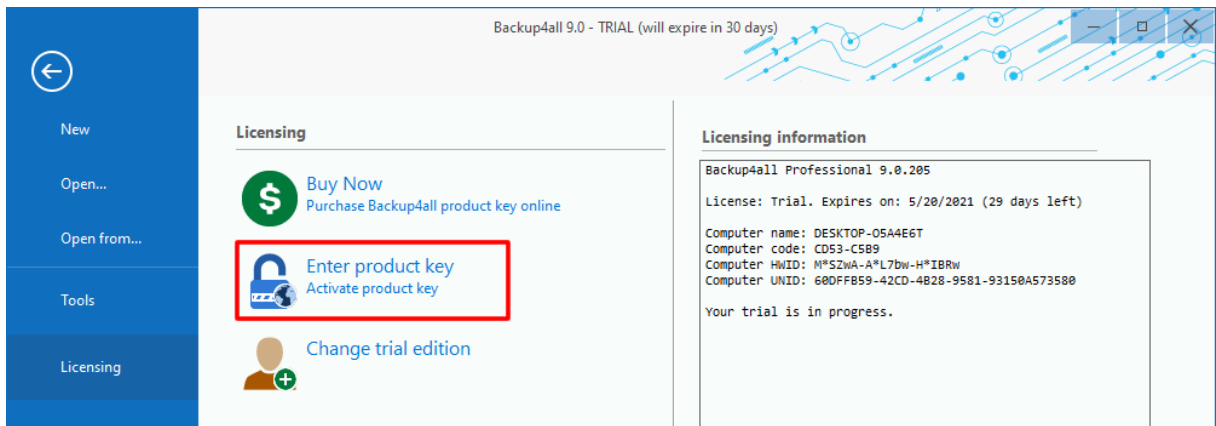 Backup4all 9.0 - TRIAL (will expire in 30 days)
New
Open...
Open from...
Tools
Licensing
Licensing
Buy Now
Purchase Backup4all product key online
Enter product key
Activate product key
Change trial edition
Licensing information
Backup4all Professional 9.0.205
License: Trial. Expires on: 5/20/2021 (29 days left)
Computer name: DESKTOP-O5A4E6T
Computer code: CD53-C5B9
Computer HWID: M*SZwA-A*L7bw-H*IBRw
Computer UNID: 60DFFB59-42CD-4B28-9581-93150A573580
Your trial is in progress.